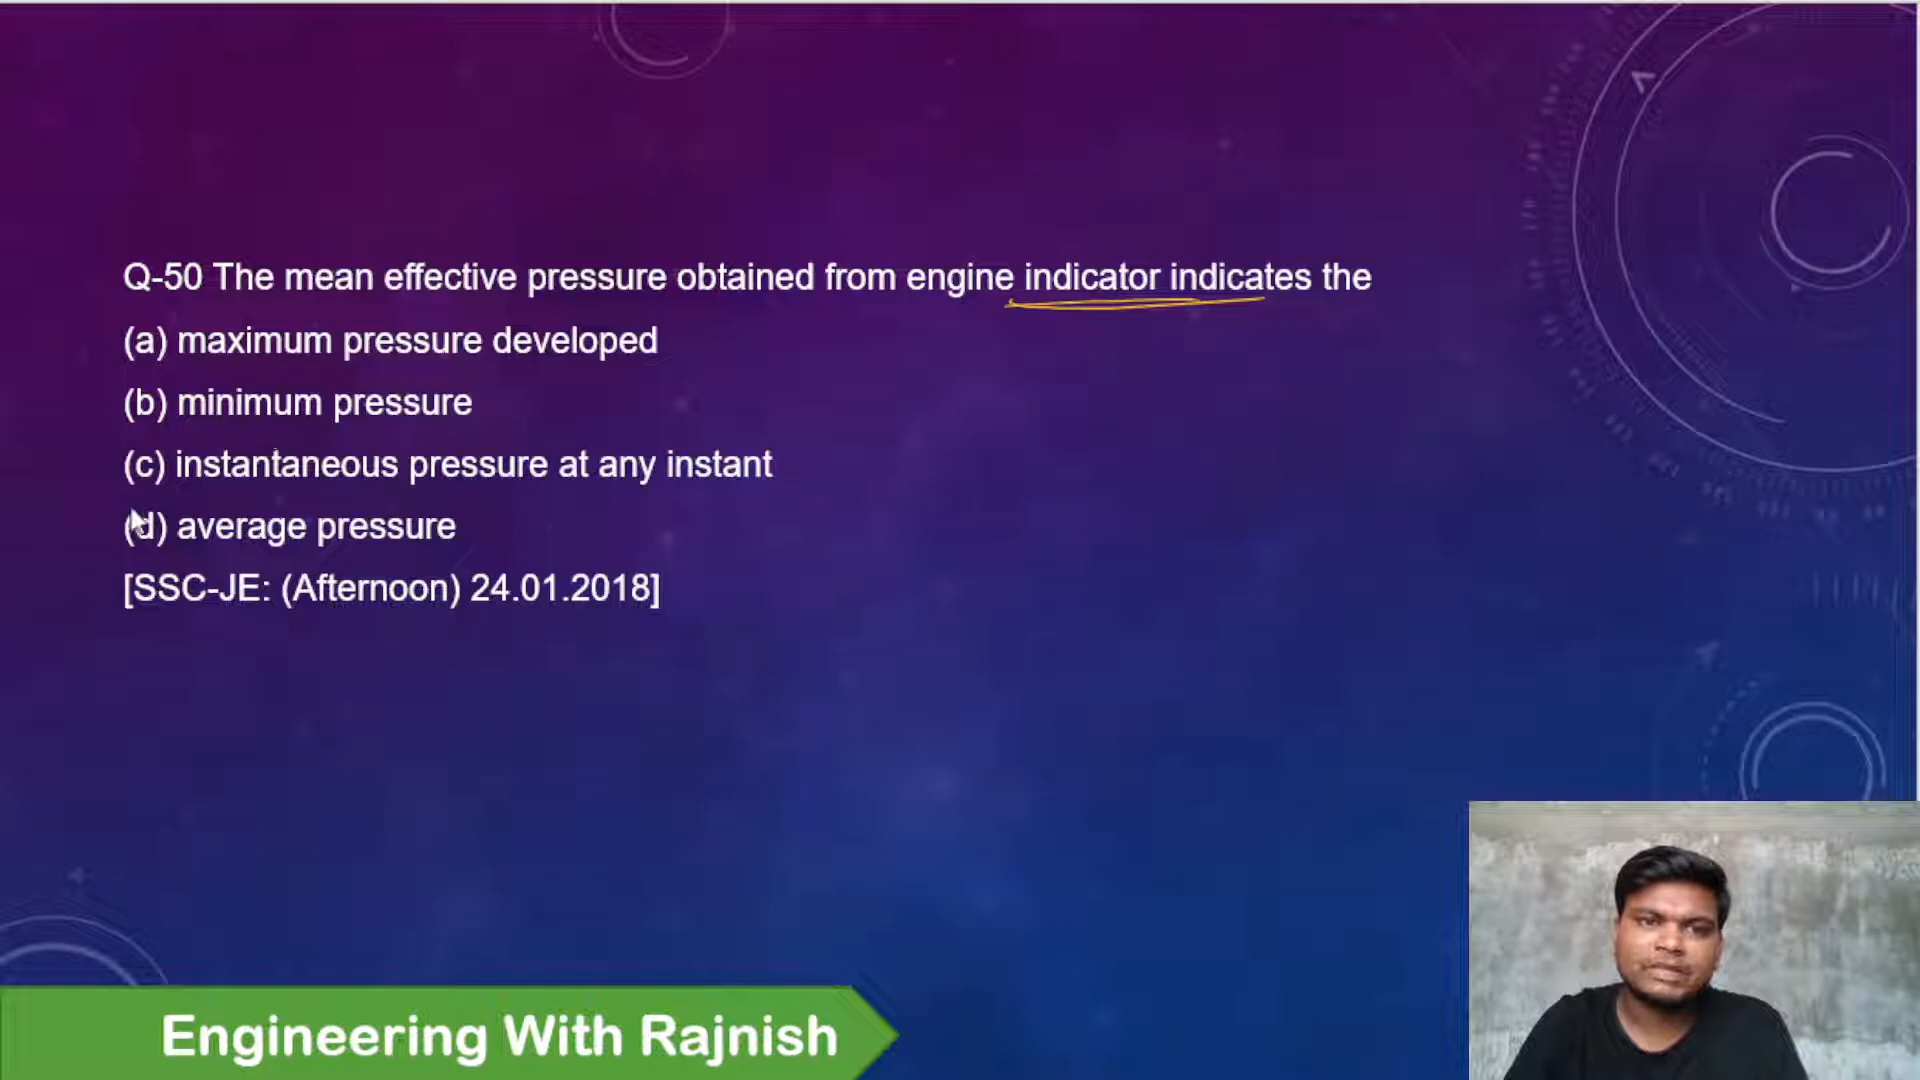 Q-50 The mean effective pressure obtained from engine indicator indicates the
(a) maximum pressure developed
(b) minimum pressure
(c) instantaneous pressure at any instant
(d) average pressure
[SSC-JE: (Afternoon) 24.01.2018]
Engineering With Rajnish